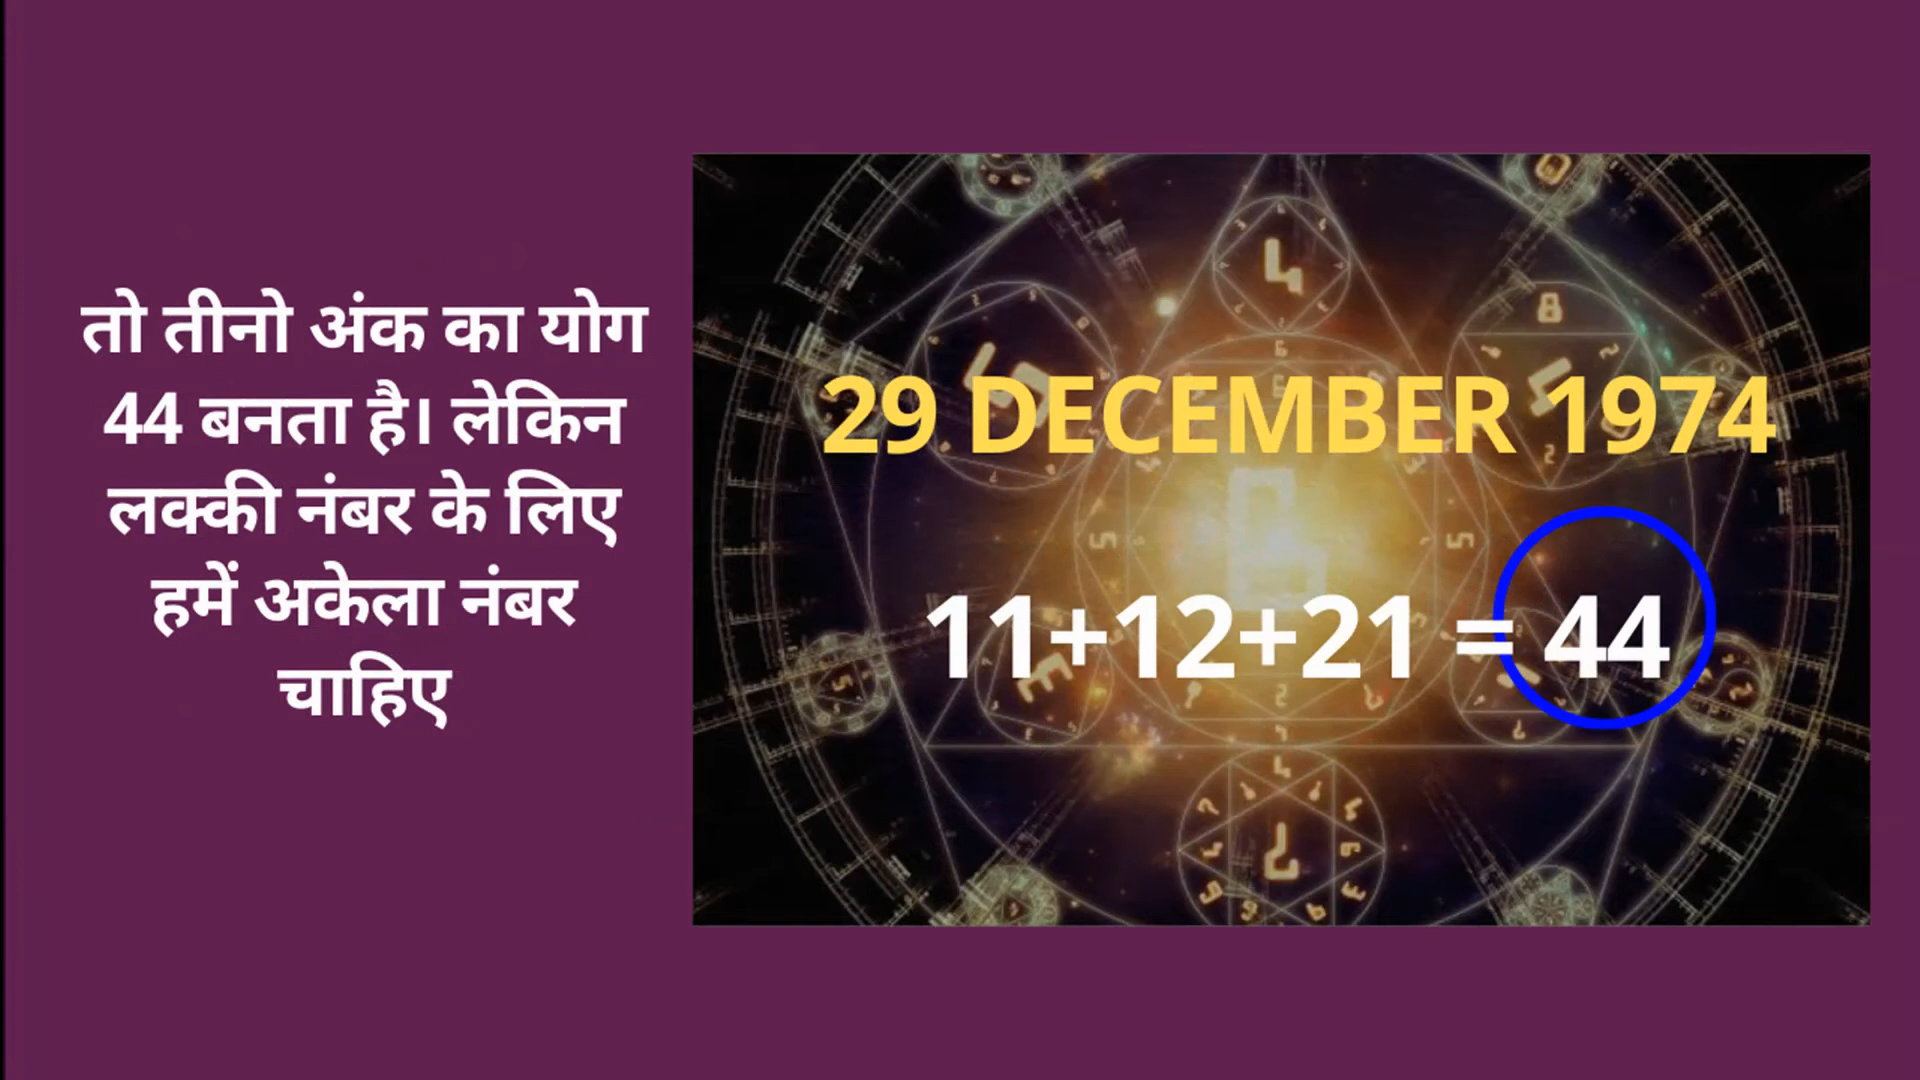 तो तीनो अंक का योग
44 बनता है। लेकिन
लक्की नंबर के लिए
हमें अकेला नंबर
चाहिए
29 DECEMBER 1974
11+12+21 = 44